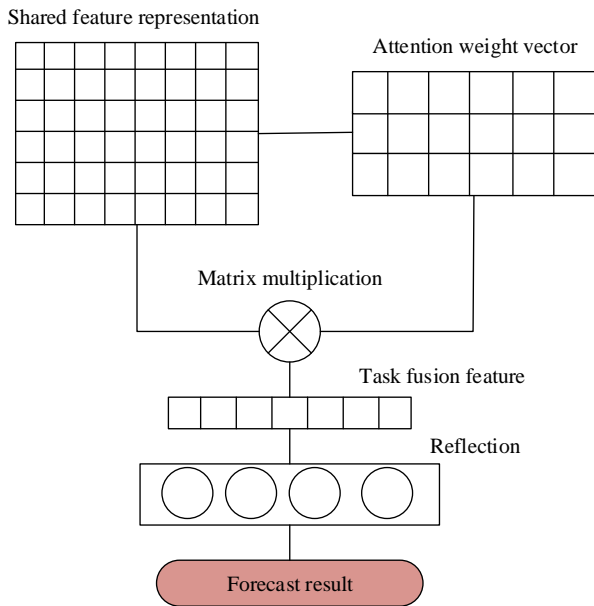 Shared feature representation
Attention weight vector
Matrix multiplication
Task fusion feature
Reflection
Forecast result